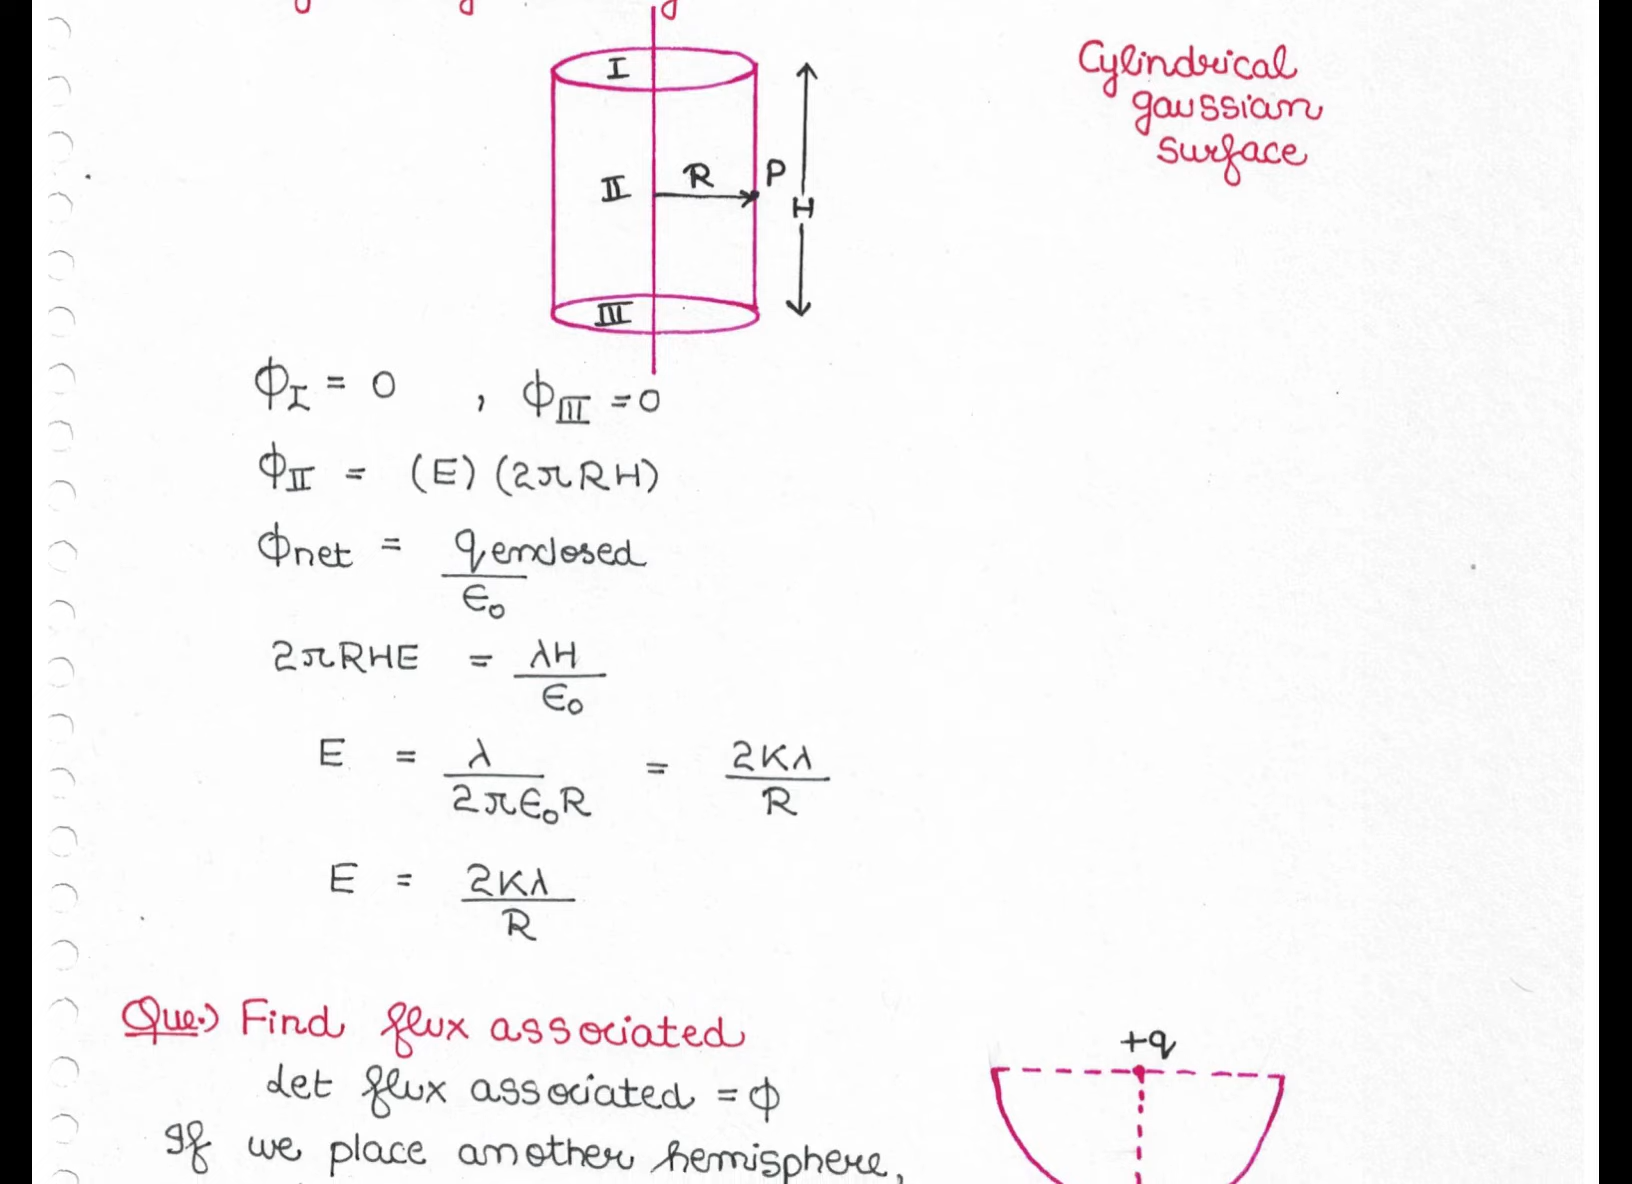 I
II
III
R
P
H
Cylindrical
gaussian
surface
ϕI = 0 , ϕIII = 0
ϕII = (E) (2πRH)
ϕnet = qenclosed / ϵ0
2πRHE = λH / ϵ0
E = λ / 2πϵ0R = 2Kλ / R
E = 2Kλ / R
Que.) Find flux associated
+q
Let flux associated = ϕ
If we place another hemisphere,